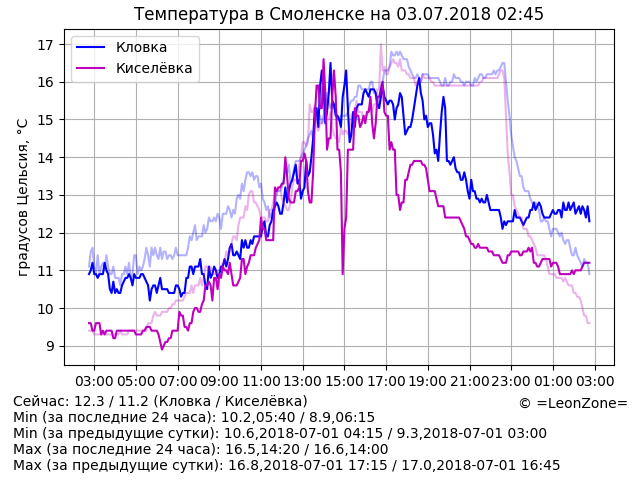 Температура в Смоленске на 03.07.2018 02:45
Кловка
Киселёвка
градусов Цельсия, °C
17
16
15
14
13
12
11
10
9
03:00 05:00 07:00 09:00 11:00 13:00 15:00 17:00 19:00 21:00 23:00 01:00 03:00
Сейчас: 12.3 / 11.2 (Кловка / Киселёвка)
© =LeonZone=
Min (за последние 24 часа): 10.2,05:40 / 8.9,06:15
Min (за предыдущие сутки): 10.6,2018-07-01 04:15 / 9.3,2018-07-01 03:00
Max (за последние 24 часа): 16.5,14:20 / 16.6,14:00
Max (за предыдущие сутки): 16.8,2018-07-01 17:15 / 17.0,2018-07-01 16:45